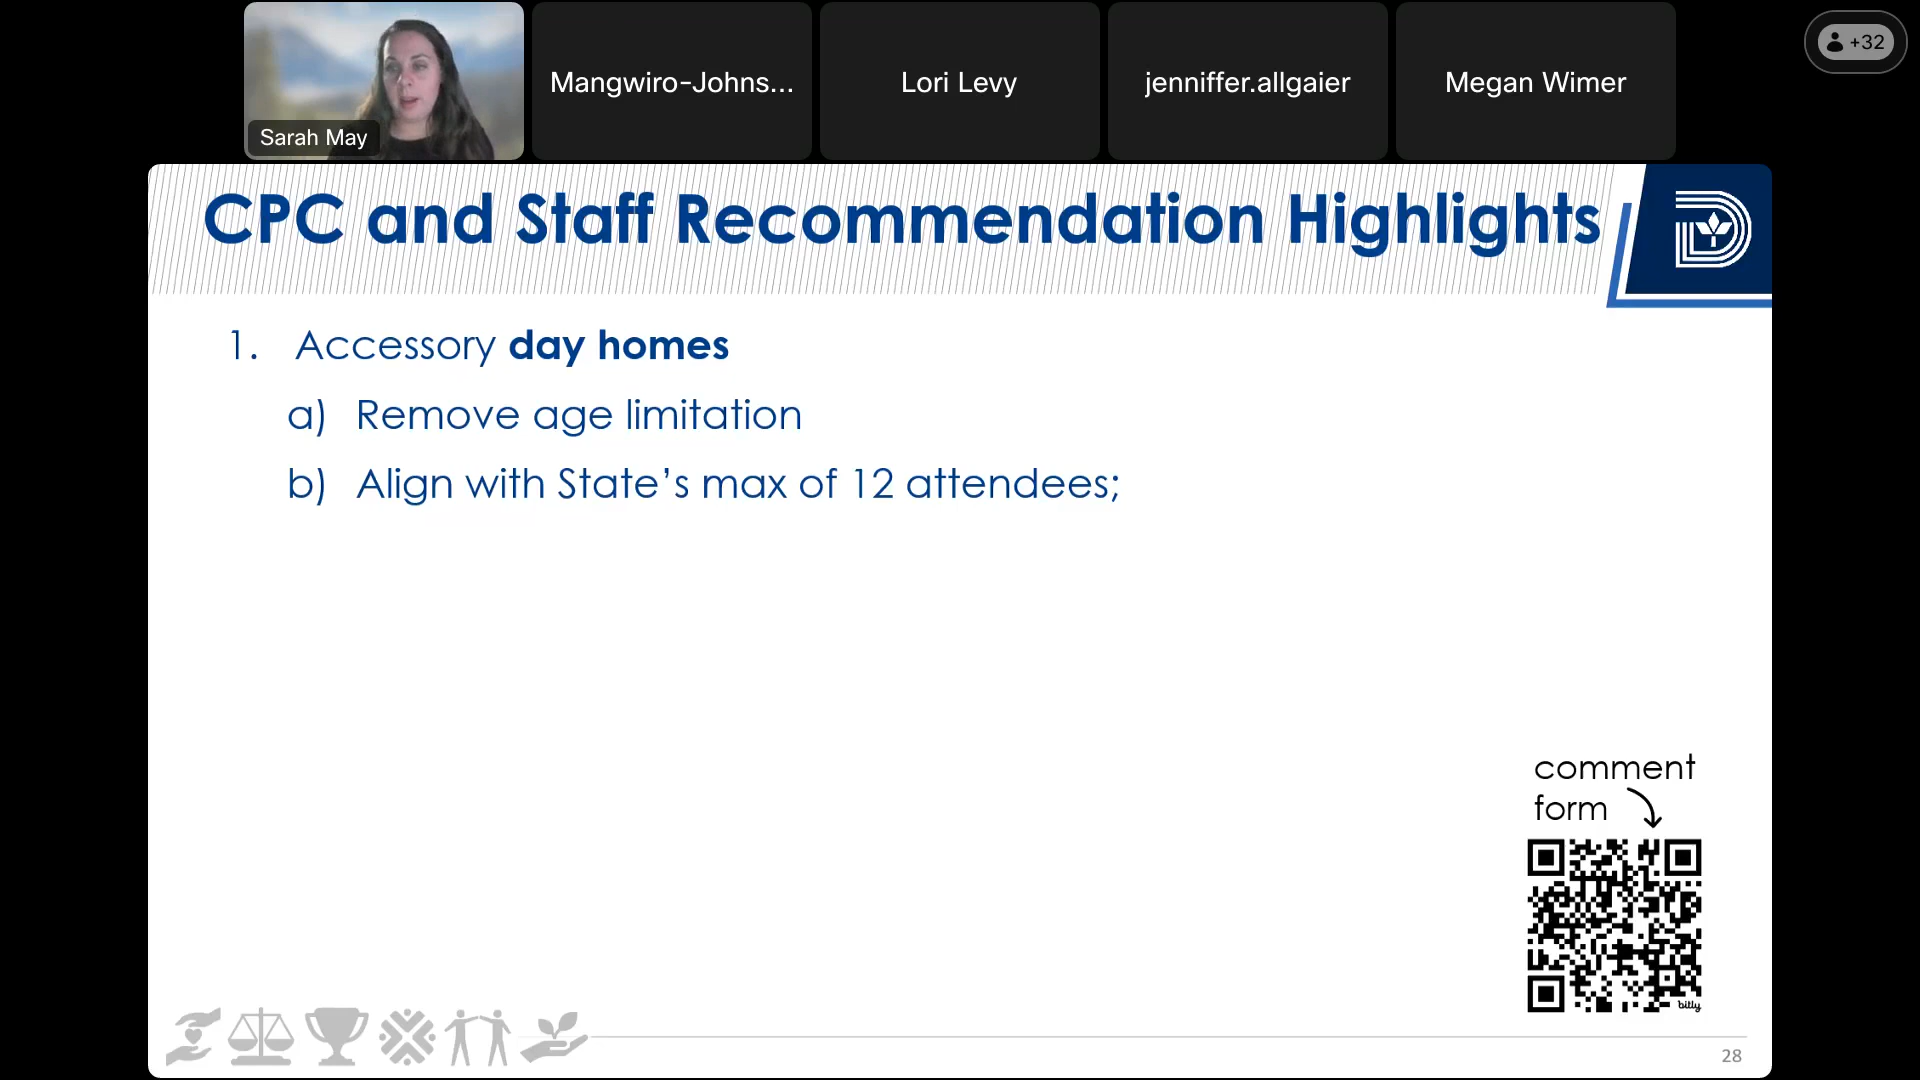 Sarah May
Mangwiro-Johns...
Lori Levy
jenniffer.allgaier
Megan Wimer
+32
CPC and Staff Recommendation Highlights
1. Accessory day homes
a) Remove age limitation
b) Align with State’s max of 12 attendees;
comment
form
bitly
28